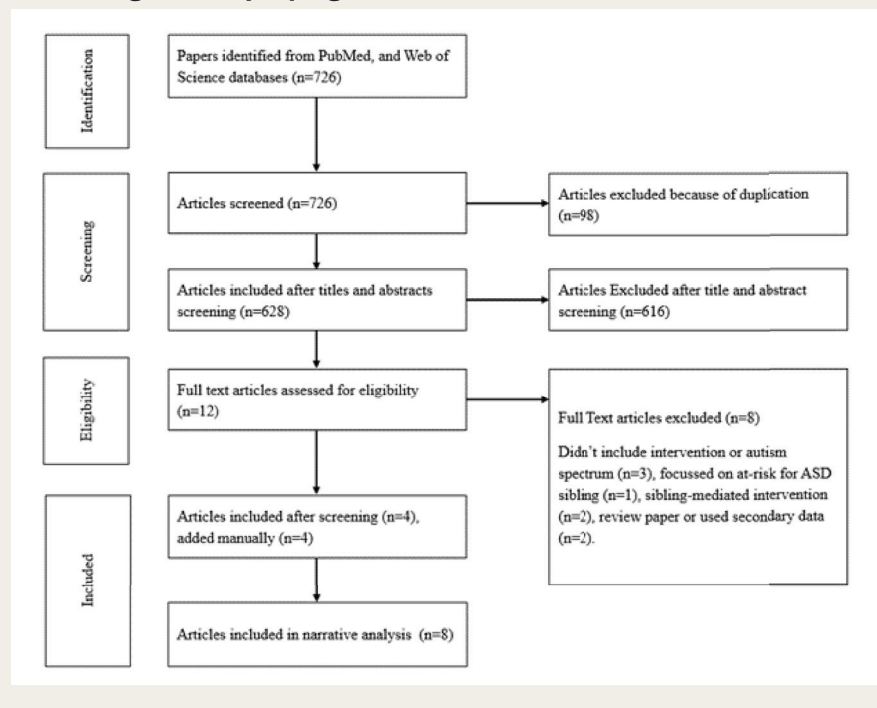 Identification
Papers identified from PubMed, and Web of
Science databases (n=726)
Screening
Articles screened (n=726)
Articles excluded because of duplication
(n=98)
Articles included after titles and abstracts
screening (n=628)
Articles Excluded after title and abstract
screening (n=616)
Eligibility
Full text articles assessed for eligibility
(n=12)
Full Text articles excluded (n=8)
Didn't include intervention or autism
spectrum (n=3), focussed on at-risk for ASD
sibling (n=1), sibling-mediated intervention
(n=2), review paper or used secondary data
(n=2).
Included
Articles included after screening (n=4),
added manually (n=4)
Articles included in narrative analysis (n=8)